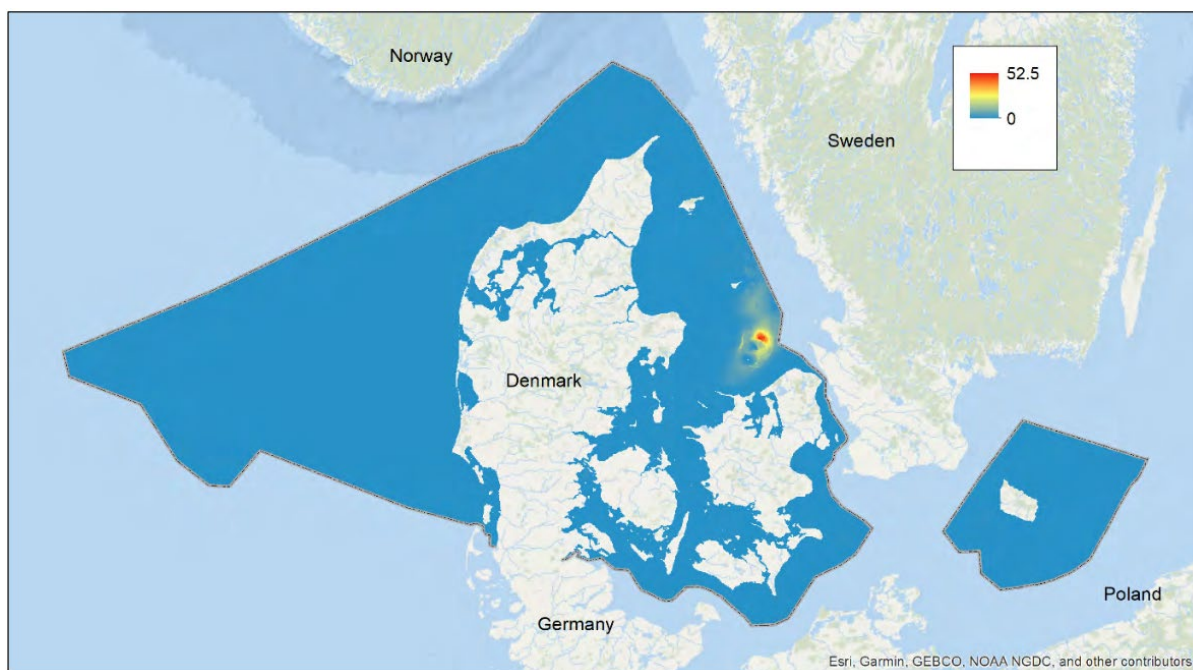 Norway
52.5
0
Sweden
Denmark
Poland
Germany
Esri, Garmin, GEBCO, NOAA NGDC, and other contributors